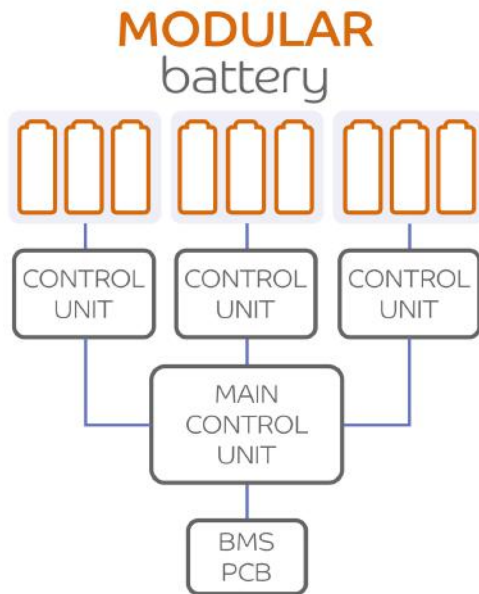 MODULAR
battery
CONTROL
UNIT
CONTROL
UNIT
CONTROL
UNIT
MAIN
CONTROL
UNIT
BMS
PCB